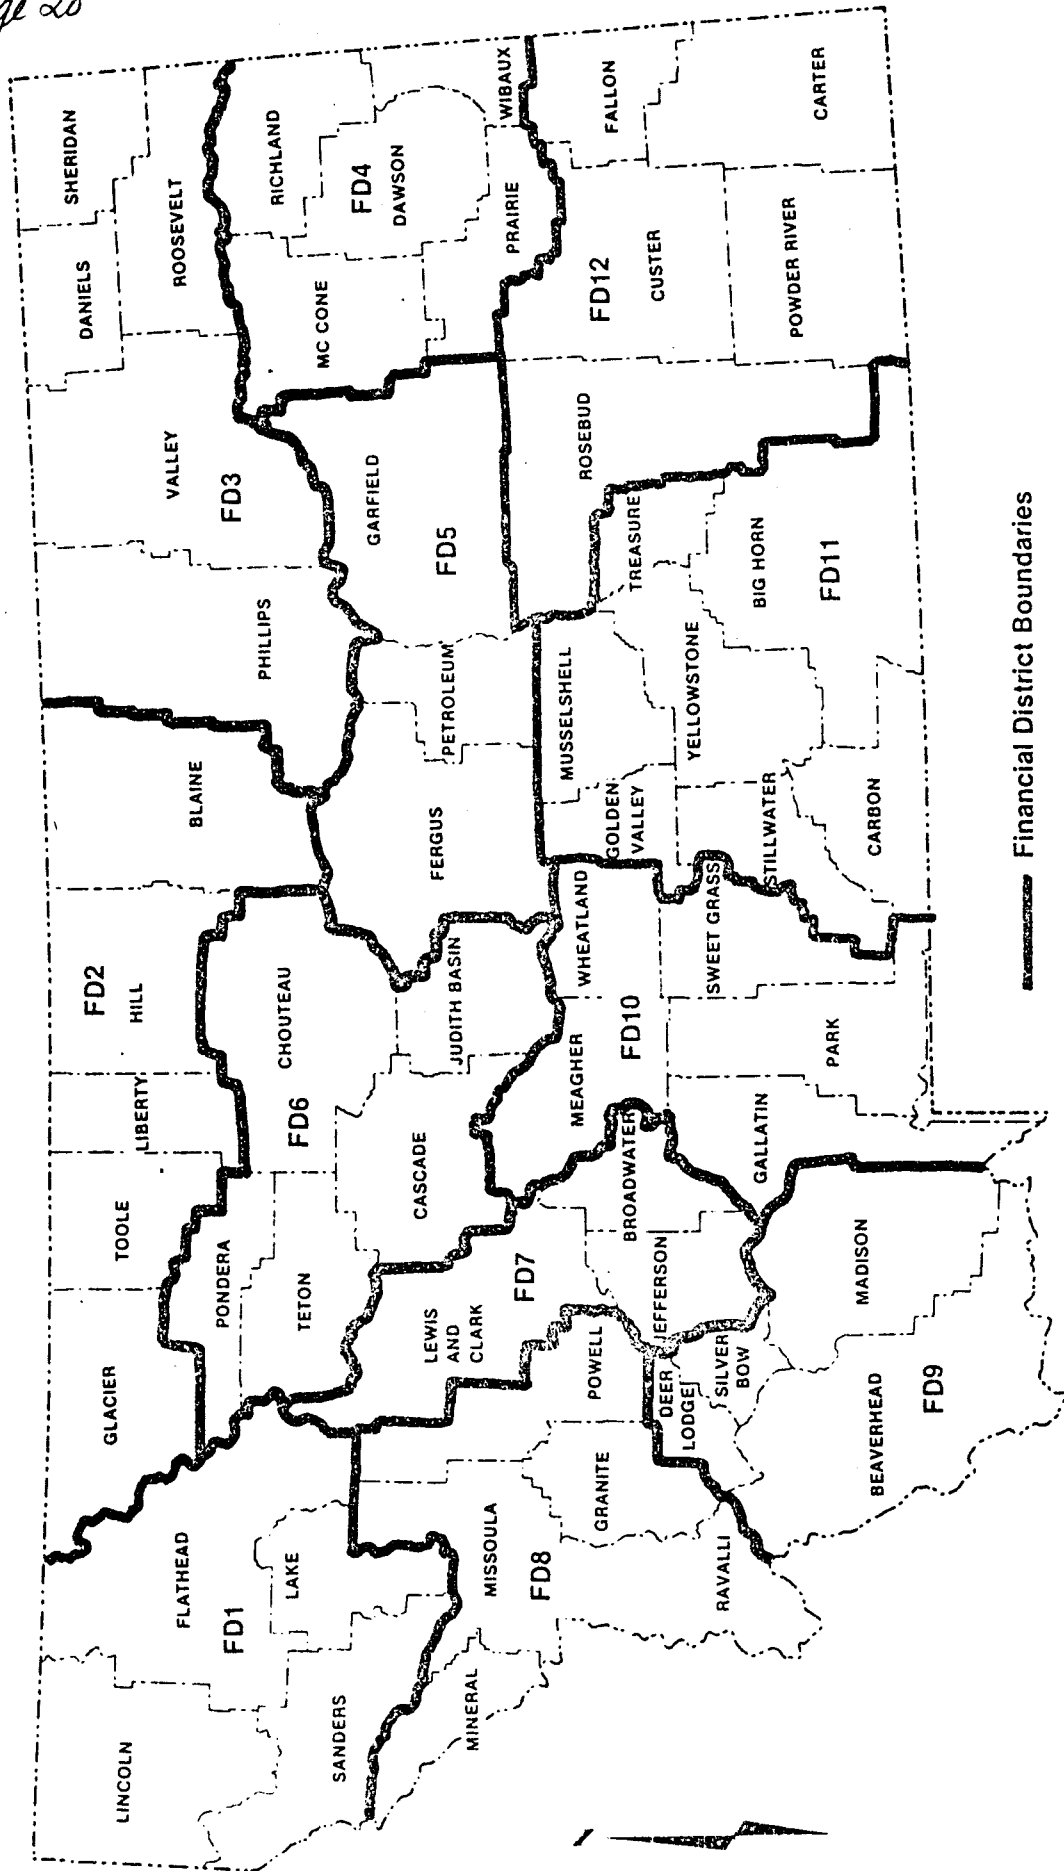 ge 20
LINCOLN
FLATHEAD
FD1
LAKE
SANDERS
MINERAL
MISSOULA
FD8
GRANITE
RAVALLI
POWELL
GLACIER
TOOLE
LIBERTY
FD2
HILL
BLAINE
PONDERA
TETON
FD6
CHOUTEAU
CASCADE
JUDITH BASIN
LEWIS
AND
CLARK
FD7
JEFFERSON
BROADWATER
DEER
LODGE
SILVER
BOW
BEAVERHEAD
FD9
MADISON
MEAGHER
FD10
WHEATLAND
SWEET GRASS
PARK
GALLATIN
PHILLIPS
VALLEY
FD3
DANIELS
SHERIDAN
ROOSEVELT
FERGUS
PETROLEUM
GARFIELD
FD5
MC CONE
RICHLAND
FD4
DAWSON
PRAIRIE
WIBAUX
GOLDEN
VALLEY
MUSSELSHELL
STILLWATER
YELLOWSTONE
CARBON
TREASURE
BIG HORN
FD11
ROSEBUD
FD12
CUSTER
FALLON
POWDER RIVER
CARTER
Financial District Boundaries